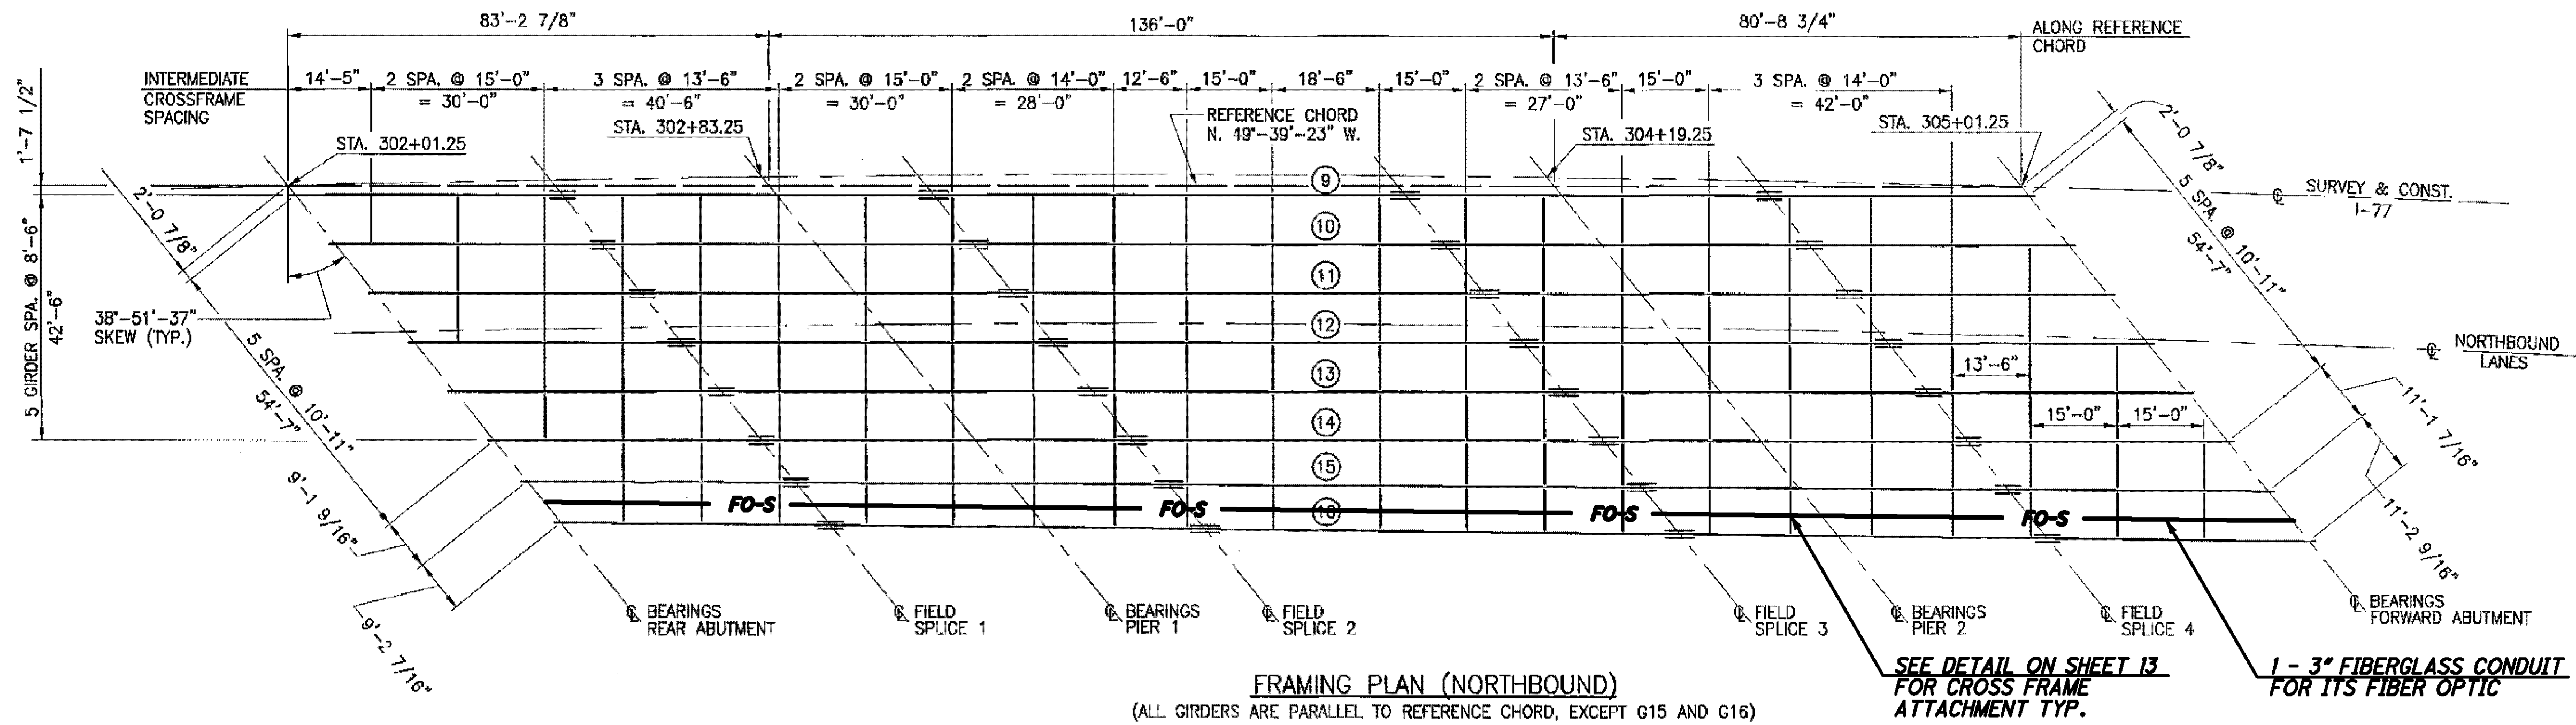 83'-2 7/8"
136'-0"
80'-8 3/4"
ALONG REFERENCE
CHORD
INTERMEDIATE
CROSSFRAME
SPACING
14'-5"
2 SPA. @ 15'-0"
= 30'-0"
3 SPA. @ 13'-6"
= 40'-6"
2 SPA. @ 15'-0"
= 30'-0"
2 SPA. @ 14'-0"
= 28'-0"
12'-6"
15'-0"
18'-6"
15'-0"
2 SPA. @ 13'-6"
= 27'-0"
15'-0"
3 SPA. @ 14'-0"
= 42'-0"
1'-7 1/2"
STA. 302+01.25
STA. 302+83.25
REFERENCE CHORD
N. 49°-39'-23" W.
STA. 304+19.25
STA. 305+01.25
2'-0 7/8"
5 SPA. @ 10'-11"
54'-7"
℄ SURVEY & CONST.
I-77
9
10
11
12
13
14
15
16
2'-0 7/8"
38°-51'-37"
SKEW (TYP.)
5 GIRDER SPA. @ 8'-6"
42'-6"
5 SPA. @ 10'-11"
54'-7"
9'-1 9/16"
9'-2 7/16"
℄ NORTHBOUND
LANES
13'-6"
15'-0"
15'-0"
11'-1 7/16"
11'-2 9/16"
FO-S
FO-S
FO-S
FO-S
℄ BEARINGS
REAR ABUTMENT
℄ FIELD
SPLICE 1
℄ BEARINGS
PIER 1
℄ FIELD
SPLICE 2
℄ FIELD
SPLICE 3
℄ BEARINGS
PIER 2
℄ FIELD
SPLICE 4
℄ BEARINGS
FORWARD ABUTMENT
SEE DETAIL ON SHEET 13
FOR CROSS FRAME
ATTACHMENT TYP.
1 - 3" FIBERGLASS CONDUIT
FOR ITS FIBER OPTIC
FRAMING PLAN (NORTHBOUND)
(ALL GIRDERS ARE PARALLEL TO REFERENCE CHORD, EXCEPT G15 AND G16)